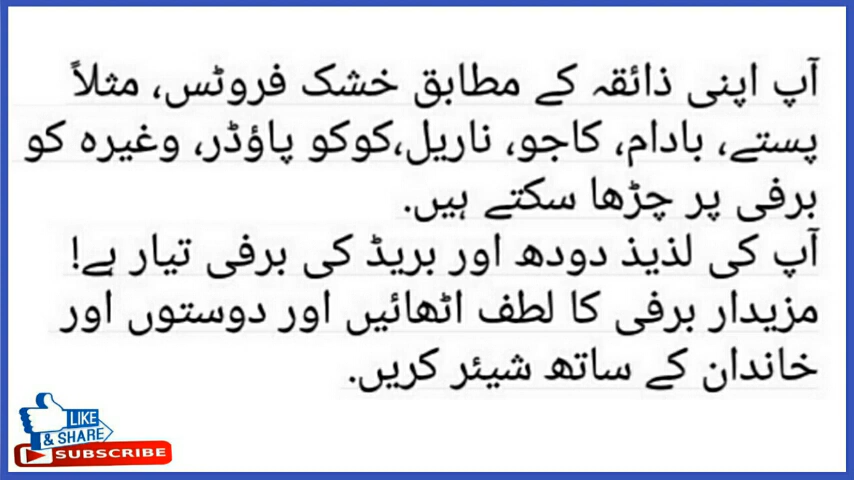 آپ اپنی ذائقہ کے مطابق خشک فروٹس، مثلاً
پستے، بادام، کاجو، ناریل،کوکو پاؤڈر، وغیرہ کو
برفی پر چڑھا سکتے ہیں.
آپ کی لذیذ دودھ اور بریڈ کی برفی تیار ہے!
مزیدار برفی کا لطف اٹھائیں اور دوستوں اور
خاندان کے ساتھ شیئر کریں.
LIKE
& SHARE
SUBSCRIBE